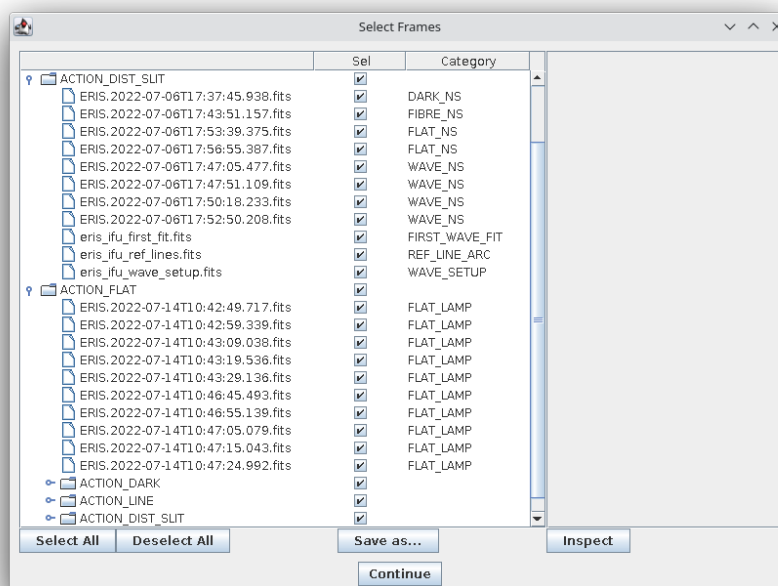 Select Frames
Sel Category
ACTION_DIST_SLIT
ERIS.2022-07-06T17:37:45.938.fits DARK_NS
ERIS.2022-07-06T17:43:51.157.fits FIBRE_NS
ERIS.2022-07-06T17:53:39.375.fits FLAT_NS
ERIS.2022-07-06T17:56:55.387.fits FLAT_NS
ERIS.2022-07-06T17:47:05.477.fits WAVE_NS
ERIS.2022-07-06T17:47:51.109.fits WAVE_NS
ERIS.2022-07-06T17:50:18.233.fits WAVE_NS
ERIS.2022-07-06T17:52:50.208.fits WAVE_NS
eris_ifu_first_fit.fits FIRST_WAVE_FIT
eris_ifu_ref_lines.fits REF_LINE_ARC
eris_ifu_wave_setup.fits WAVE_SETUP
ACTION_FLAT
ERIS.2022-07-14T10:42:49.717.fits FLAT_LAMP
ERIS.2022-07-14T10:42:59.339.fits FLAT_LAMP
ERIS.2022-07-14T10:43:09.038.fits FLAT_LAMP
ERIS.2022-07-14T10:43:19.536.fits FLAT_LAMP
ERIS.2022-07-14T10:43:29.136.fits FLAT_LAMP
ERIS.2022-07-14T10:46:45.493.fits FLAT_LAMP
ERIS.2022-07-14T10:46:55.139.fits FLAT_LAMP
ERIS.2022-07-14T10:47:05.079.fits FLAT_LAMP
ERIS.2022-07-14T10:47:15.043.fits FLAT_LAMP
ERIS.2022-07-14T10:47:24.992.fits FLAT_LAMP
ACTION_DARK
ACTION_LINE
ACTION_DIST_SLIT
Select All Deselect All Save as... Inspect
Continue